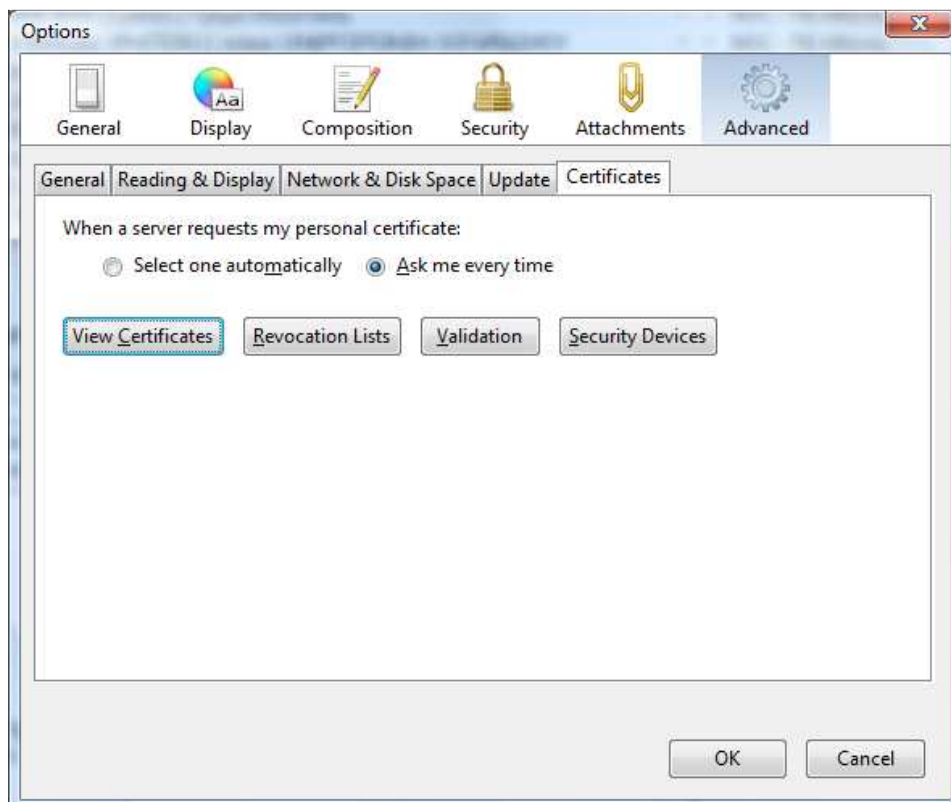 Options
Aa
General Display Composition Security Attachments Advanced
General Reading & Display Network & Disk Space Update Certificates
When a server requests my personal certificate:
Select one automatically Ask me every time
View Certificates Revocation Lists Validation Security Devices
OK Cancel